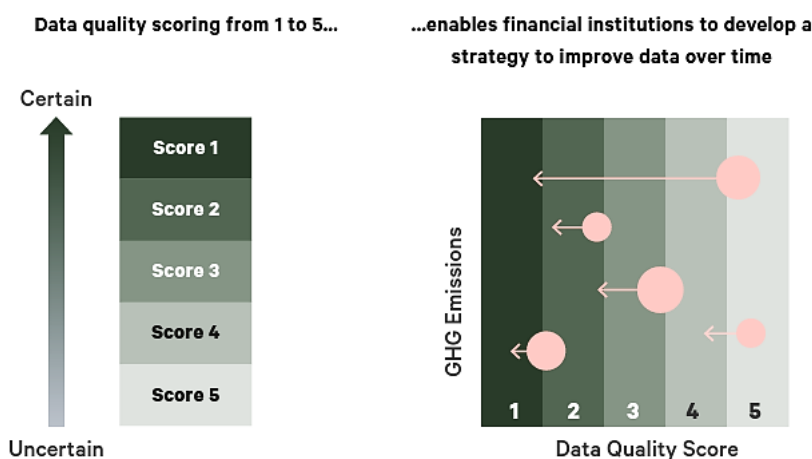 Data quality scoring from 1 to 5...
...enables financial institutions to develop a
strategy to improve data over time
Certain
Score 1
Score 2
Score 3
Score 4
Score 5
Uncertain
GHG Emissions
1 2 3 4 5
Data Quality Score